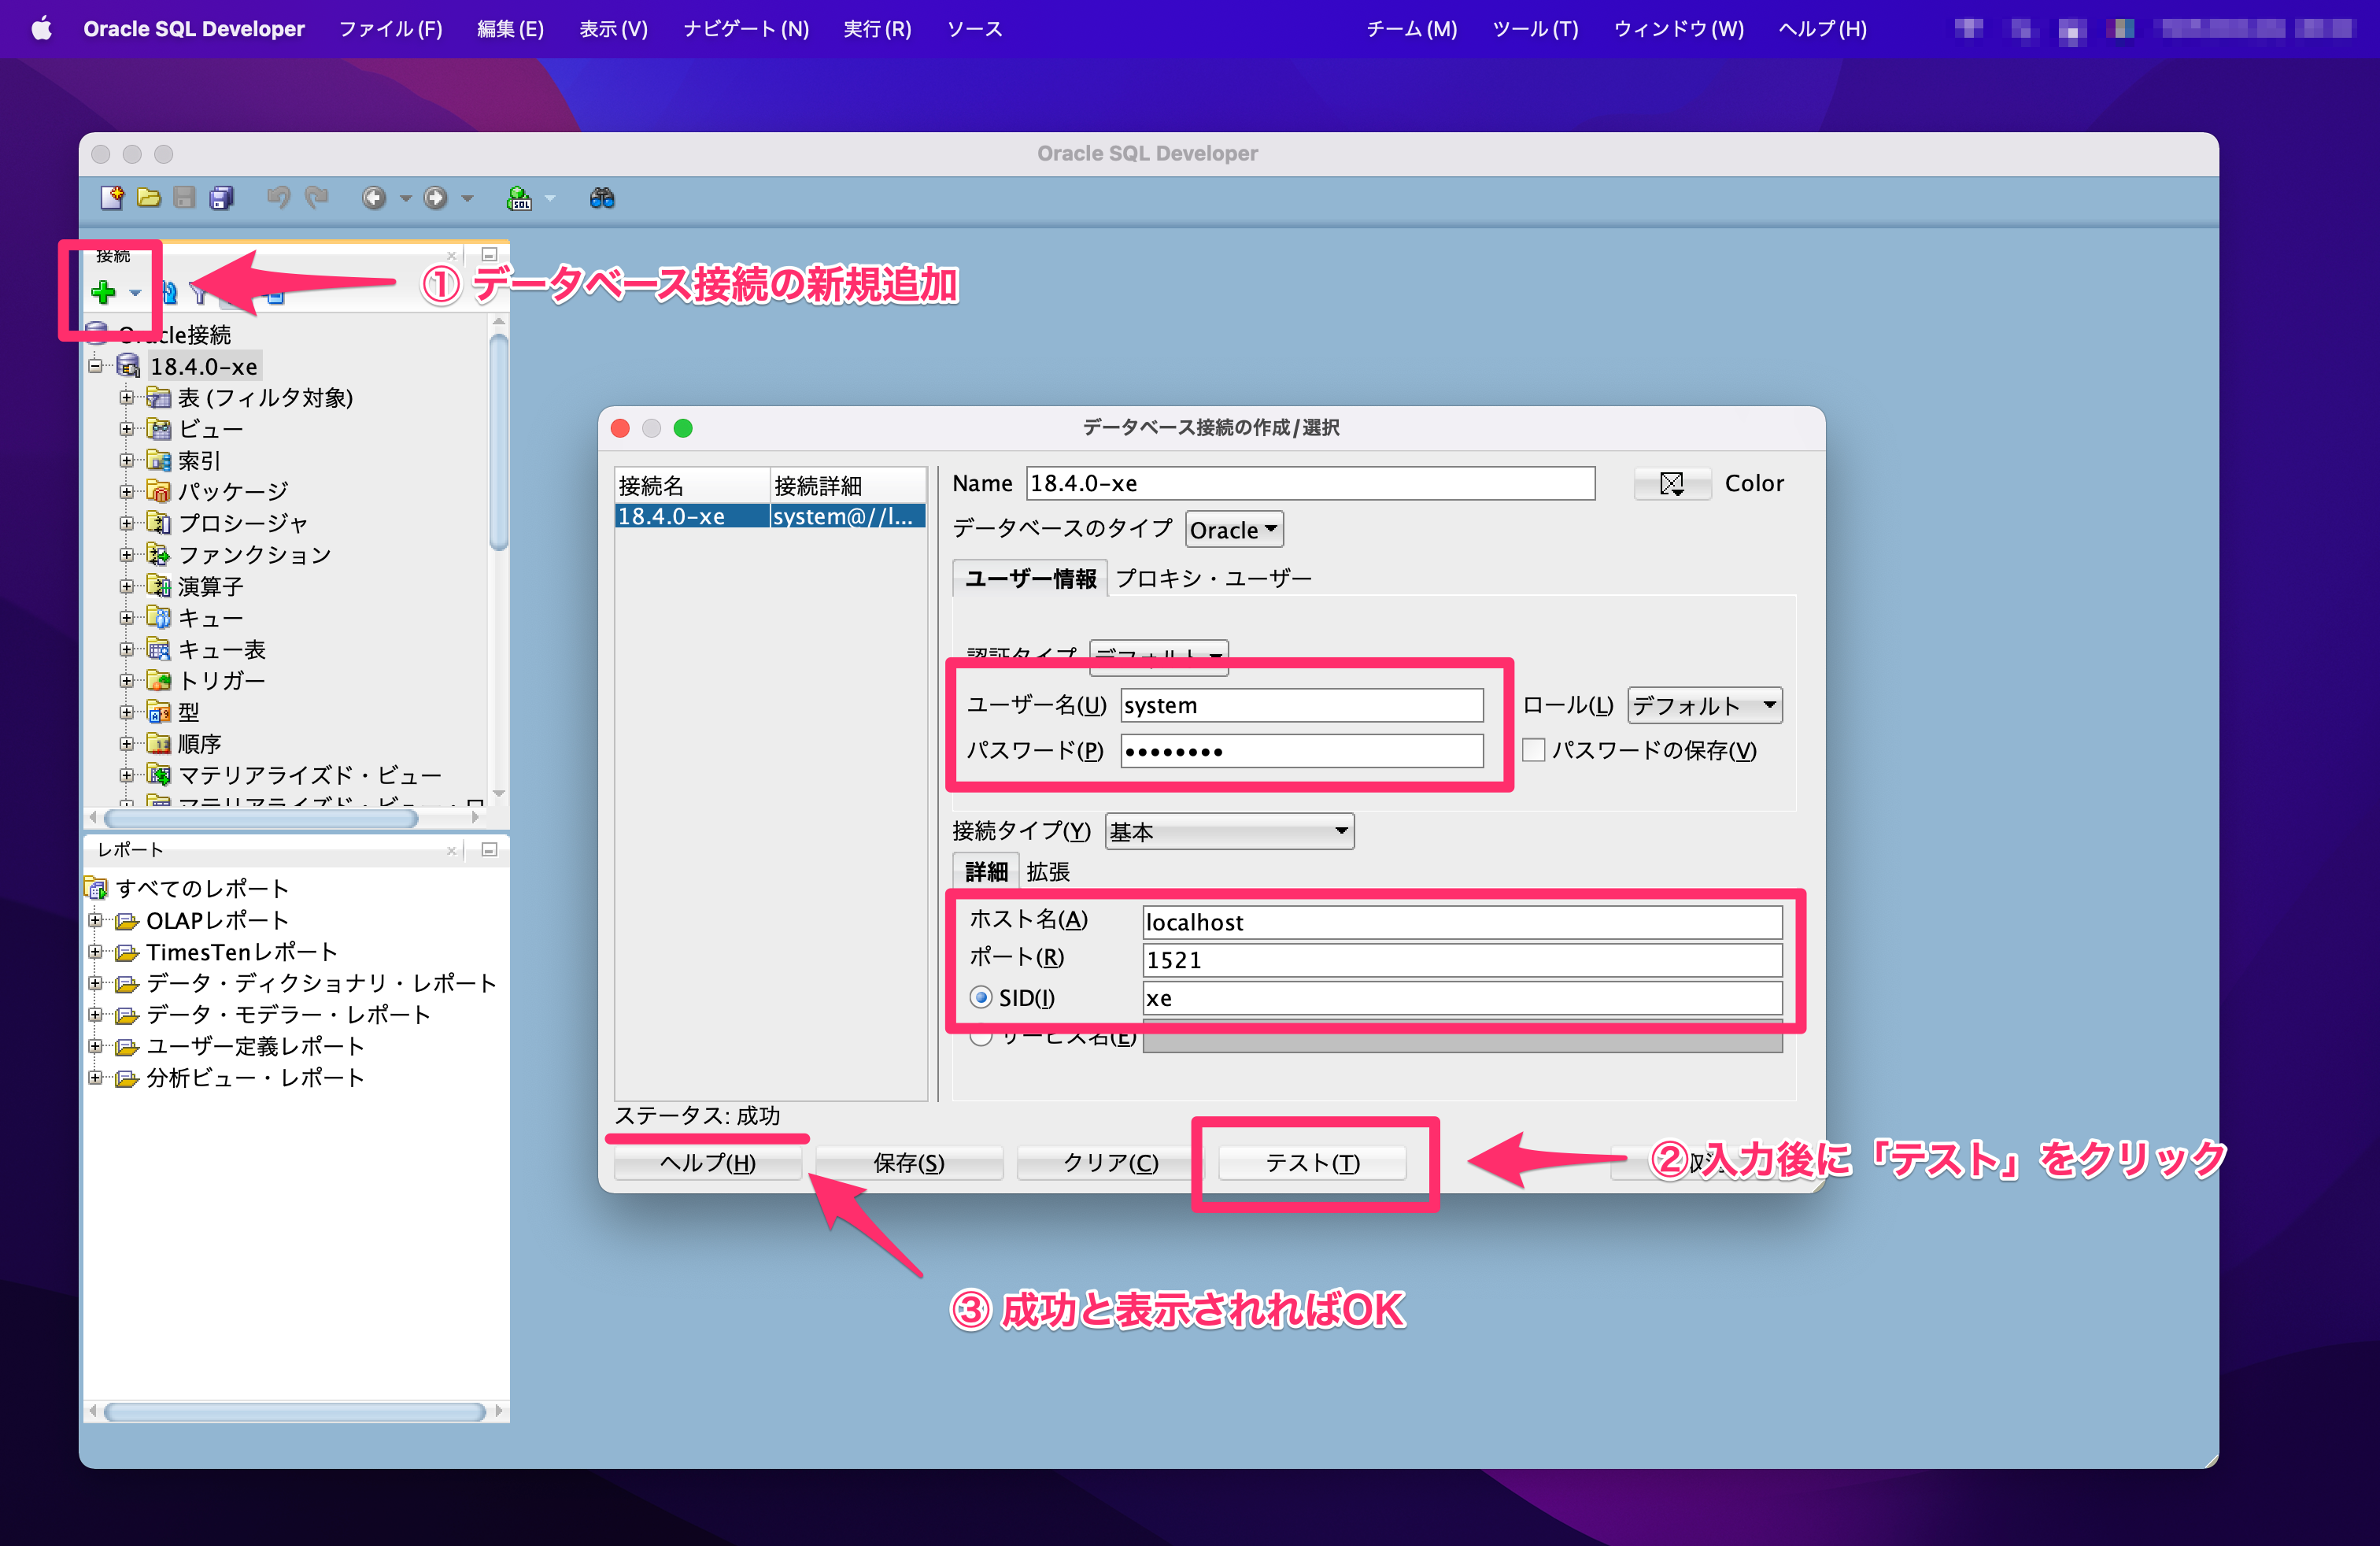 Oracle SQL Developer ファイル(F) 編集(E) 表示(V) ナビゲート(N) 実行(R) ソース チーム(M) ツール(T) ウィンドウ(W) ヘルプ(H)
Oracle SQL Developer
接続
① データベース接続の新規追加
Oracle接続
18.4.0-xe
表 (フィルタ対象)
ビュー
索引
パッケージ
プロシージャ
ファンクション
演算子
キュー
キュー表
トリガー
型
順序
マテリアライズド・ビュー
マテリアライズド・ビュー・ロ
レポート
すべてのレポート
OLAPレポート
TimesTenレポート
データ・ディクショナリ・レポート
データ・モデラー・レポート
ユーザー定義レポート
分析ビュー・レポート
データベース接続の作成/選択
接続名 接続詳細
18.4.0-xe system@//l...
Name 18.4.0-xe Color
データベースのタイプ Oracle
ユーザー情報 プロキシ・ユーザー
認証タイプ デフォルト
ユーザー名(U) system ロール(L) デフォルト
パスワード(P) •••••••• パスワードの保存(V)
接続タイプ(Y) 基本
詳細 拡張
ホスト名(A) localhost
ポート(R) 1521
SID(I) xe
サービス名(E)
ステータス: 成功
ヘルプ(H) 保存(S) クリア(C) テスト(T)
② 入力後に「テスト」をクリック
③ 成功と表示されればOK